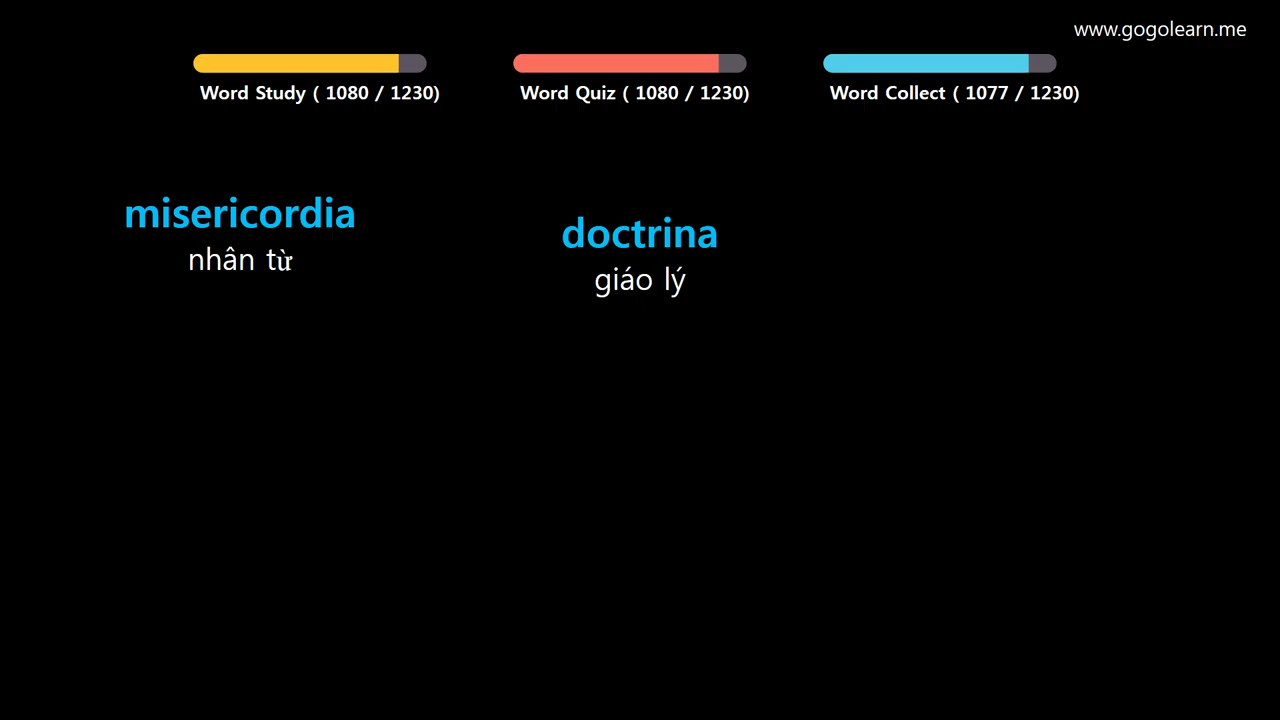 www.gogolearn.me
Word Study ( 1080 / 1230)
Word Quiz ( 1080 / 1230)
Word Collect ( 1077 / 1230)
misericordia
nhân từ
doctrina
giáo lý